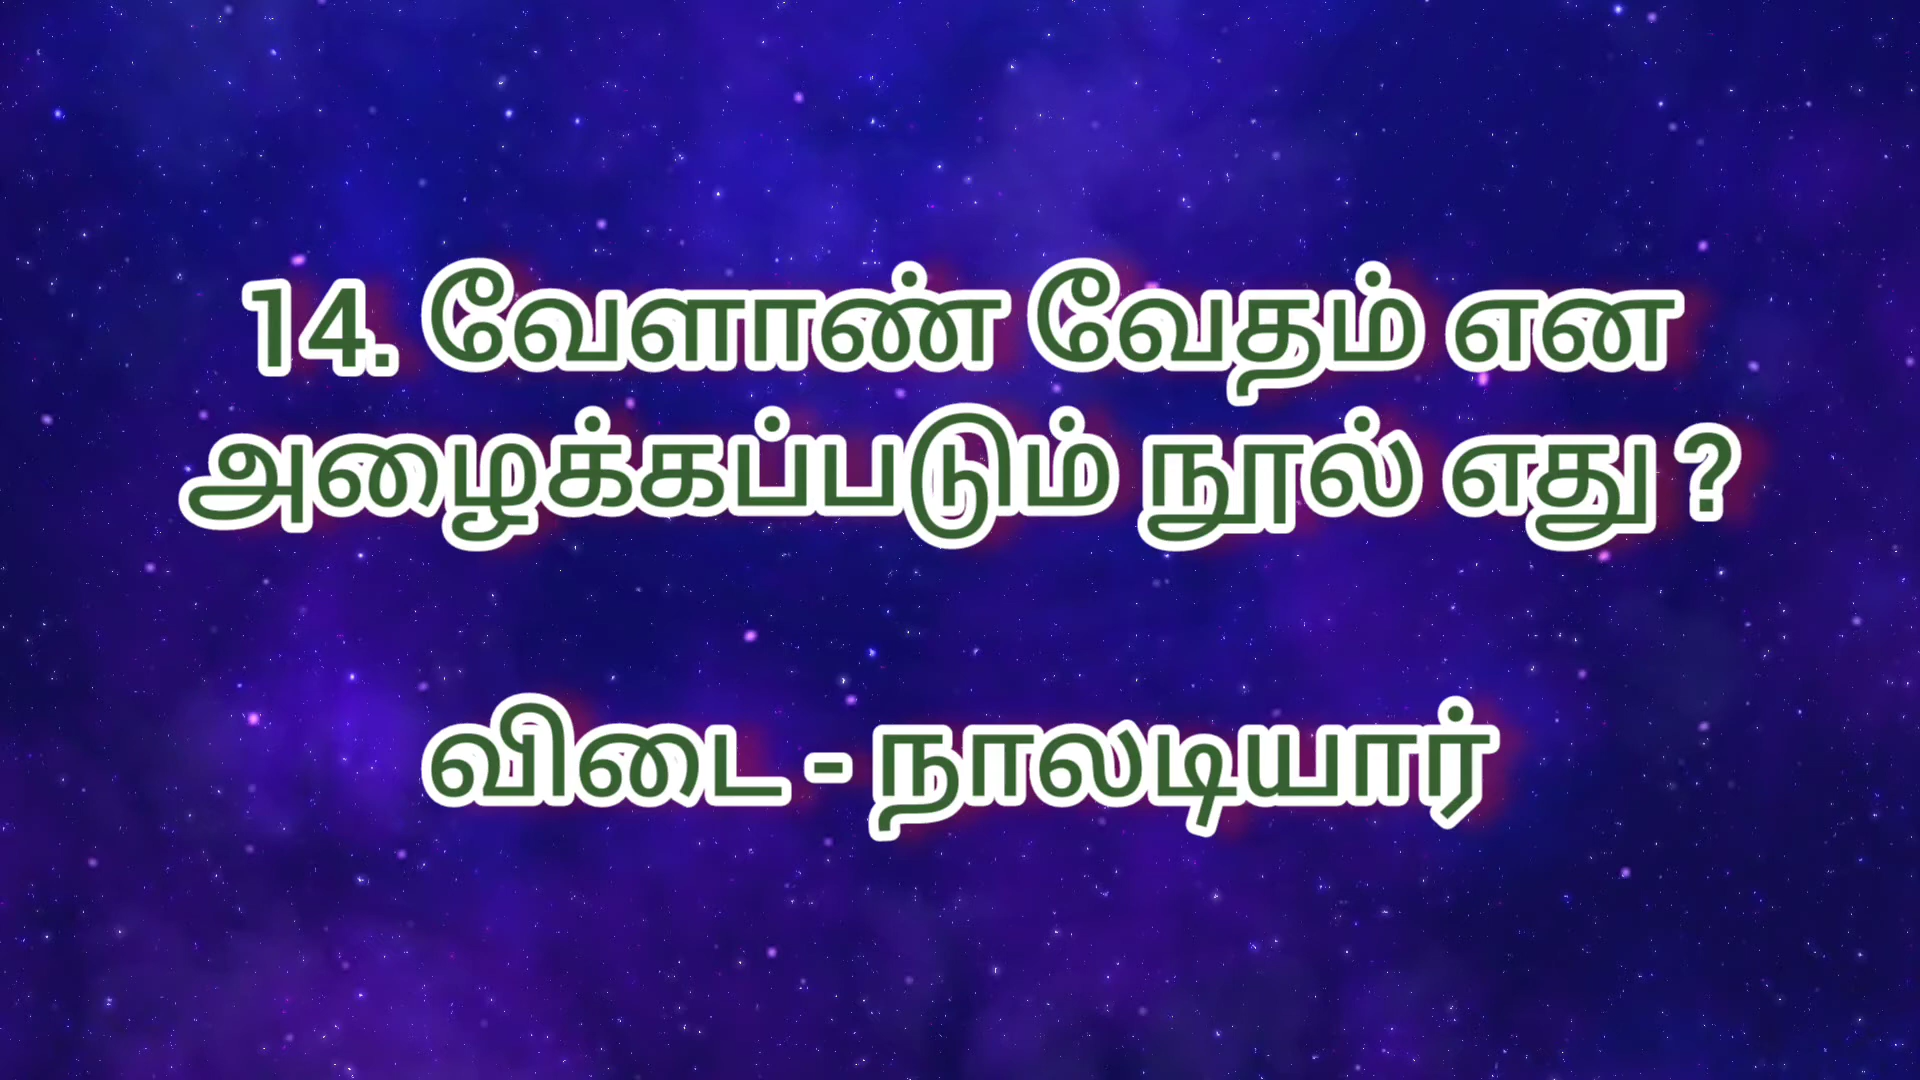 14. வேளாண் வேதம் என
அழைக்கப்படும் நூல் எது ?
விடை - நாலடியார்